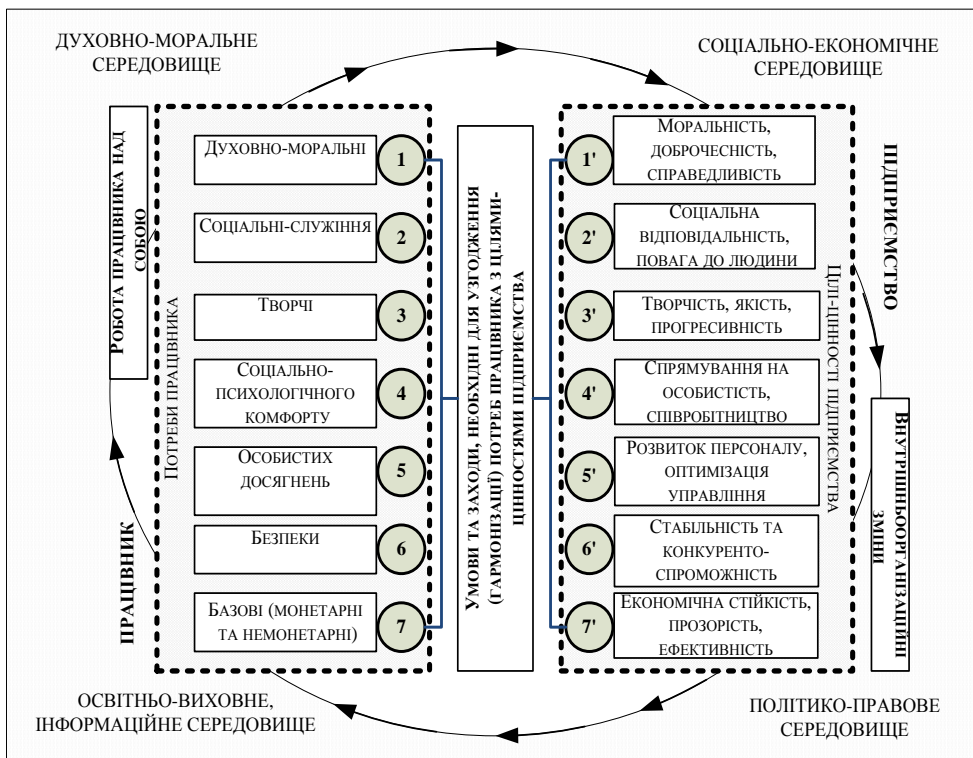 ДУХОВНО-МОРАЛЬНЕ
СЕРЕДОВИЩЕ
СОЦІАЛЬНО-ЕКОНОМІЧНЕ
СЕРЕДОВИЩЕ
РОБОТА ПРАЦІВНИКА НАД
СОБОЮ
ПРАЦІВНИК
ПОТРЕБИ ПРАЦІВНИКА
ДУХОВНО-МОРАЛЬНІ
1
СОЦІАЛЬНІ-СЛУЖІННЯ
2
ТВОРЧІ
3
СОЦІАЛЬНО-
ПСИХОЛОГІЧНОГО
КОМФОРТУ
4
ОСОБИСТИХ
ДОСЯГНЕНЬ
5
БЕЗПЕКИ
6
БАЗОВІ (МОНЕТАРНІ
ТА НЕМОНЕТАРНІ)
7
УМОВИ ТА ЗАХОДИ, НЕОБХІДНІ ДЛЯ УЗГОДЖЕННЯ
(ГАРМОНІЗАЦІЇ) ПОТРЕБ ПРАЦІВНИКА З ЦІЛЯМИ-
ЦІННОСТЯМИ ПІДПРИЄМСТВА
1'
МОРАЛЬНІСТЬ,
ДОБРОЧЕСНІСТЬ,
СПРАВЕДЛИВІСТЬ
2'
СОЦІАЛЬНА
ВІДПОВІДАЛЬНІСТЬ,
ПОВАГА ДО ЛЮДИНИ
3'
ТВОРЧІСТЬ, ЯКІСТЬ,
ПРОГРЕСИВНІСТЬ
4'
СПРЯМУВАННЯ НА
ОСОБИСТІСТЬ,
СПІВРОБІТНИЦТВО
5'
РОЗВИТОК ПЕРСОНАЛУ,
ОПТИМІЗАЦІЯ
УПРАВЛІННЯ
6'
СТАБІЛЬНІСТЬ ТА
КОНКУРЕНТО-
СПРОМОЖНІСТЬ
7'
ЕКОНОМІЧНА СТІЙКІСТЬ,
ПРОЗОРІСТЬ,
ЕФЕКТИВНІСТЬ
ЦІЛІ-ЦІННОСТІ ПІДПРИЄМСТВА
ПІДПРИЄМСТВО
ВНУТРІШНЬООРГАНІЗАЦІЙНІ
ЗМІНИ
ОСВІТНЬО-ВИХОВНЕ,
ІНФОРМАЦІЙНЕ СЕРЕДОВИЩЕ
ПОЛІТИКО-ПРАВОВЕ
СЕРЕДОВИЩЕ